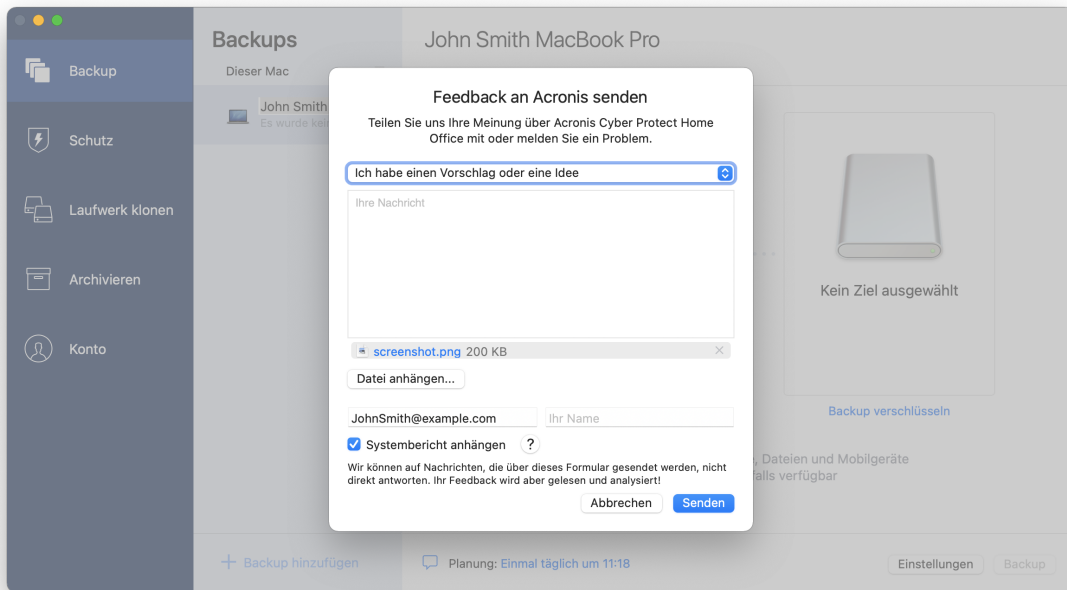 Backups
John Smith MacBook Pro
Backup
Dieser Mac
John Smith
Es wurde
Schutz
Laufwerk klonen
Archivieren
Konto
Feedback an Acronis senden
Teilen Sie uns Ihre Meinung über Acronis Cyber Protect Home
Office mit oder melden Sie ein Problem.
Ich habe einen Vorschlag oder eine Idee
Ihre Nachricht
screenshot.png 200 KB
Datei anhängen...
JohnSmith@example.com
Ihr Name
Systembericht anhängen ?
Wir können auf Nachrichten, die über dieses Formular gesendet werden, nicht
direkt antworten. Ihr Feedback wird aber gelesen und analysiert!
Abbrechen
Senden
Kein Ziel ausgewählt
Backup verschlüsseln
, Dateien und Mobilgeräte
verfügbar
Backup hinzufügen
Planung: Einmal täglich um 11:18
Einstellungen
Backup